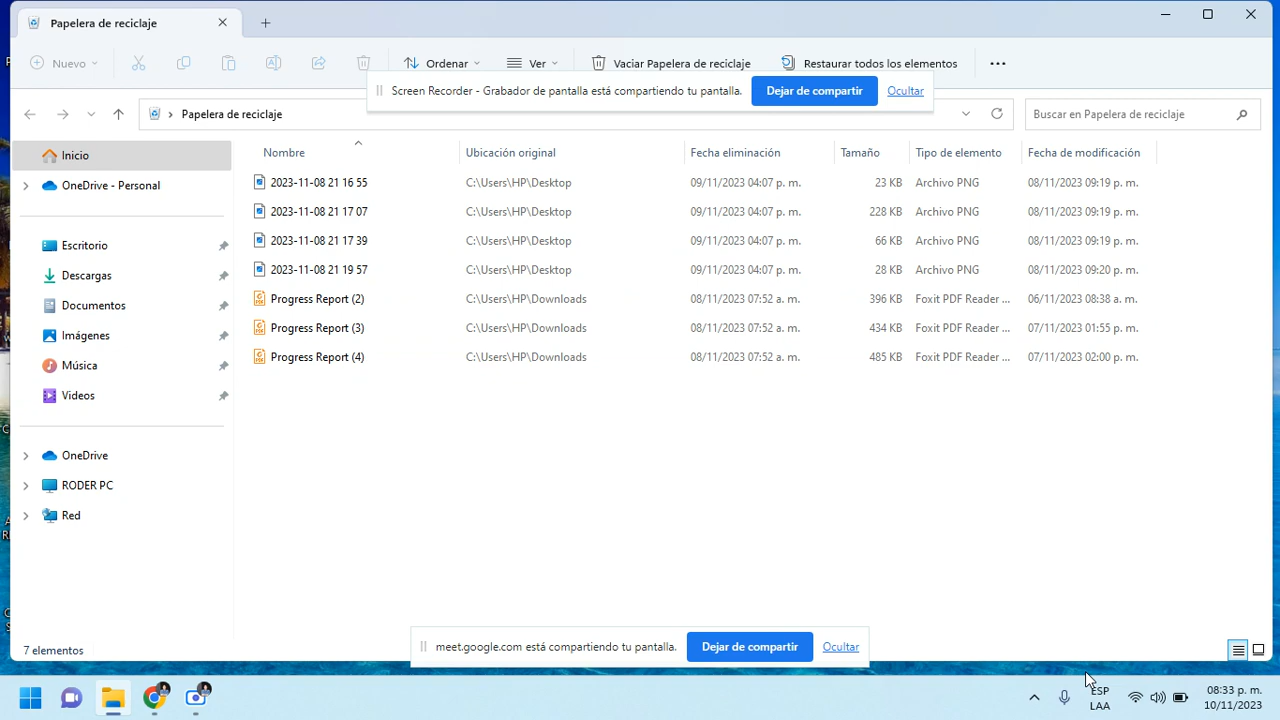 Papelera de reciclaje
Nuevo
Ordenar
Ver
Vaciar Papelera de reciclaje
Restaurar todos los elementos
Screen Recorder - Grabador de pantalla está compartiendo tu pantalla. Dejar de compartir Ocultar
Papelera de reciclaje
Buscar en Papelera de reciclaje
Inicio
OneDrive - Personal
Escritorio
Descargas
Documentos
Imágenes
Música
Videos
OneDrive
RODER PC
Red
Nombre Ubicación original Fecha eliminación Tamaño Tipo de elemento Fecha de modificación
2023-11-08 21 16 55 C:\Users\HP\Desktop 09/11/2023 04:07 p. m. 23 KB Archivo PNG 08/11/2023 09:19 p. m.
2023-11-08 21 17 07 C:\Users\HP\Desktop 09/11/2023 04:07 p. m. 228 KB Archivo PNG 08/11/2023 09:19 p. m.
2023-11-08 21 17 39 C:\Users\HP\Desktop 09/11/2023 04:07 p. m. 66 KB Archivo PNG 08/11/2023 09:19 p. m.
2023-11-08 21 19 57 C:\Users\HP\Desktop 09/11/2023 04:07 p. m. 28 KB Archivo PNG 08/11/2023 09:20 p. m.
Progress Report (2) C:\Users\HP\Downloads 08/11/2023 07:52 a. m. 396 KB Foxit PDF Reader ... 06/11/2023 08:38 a. m.
Progress Report (3) C:\Users\HP\Downloads 08/11/2023 07:52 a. m. 434 KB Foxit PDF Reader ... 07/11/2023 01:55 p. m.
Progress Report (4) C:\Users\HP\Downloads 08/11/2023 07:52 a. m. 485 KB Foxit PDF Reader ... 07/11/2023 02:00 p. m.
7 elementos
meet.google.com está compartiendo tu pantalla. Dejar de compartir Ocultar
ESP
LAA
08:33 p. m.
10/11/2023